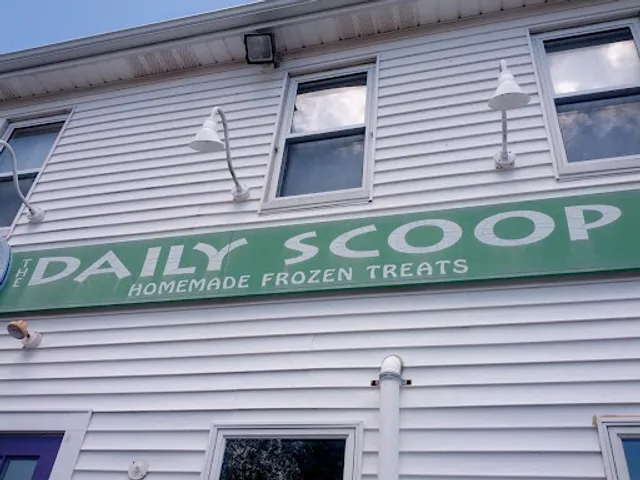 THE DAILY SCOOP
HOMEMADE FROZEN TREATS